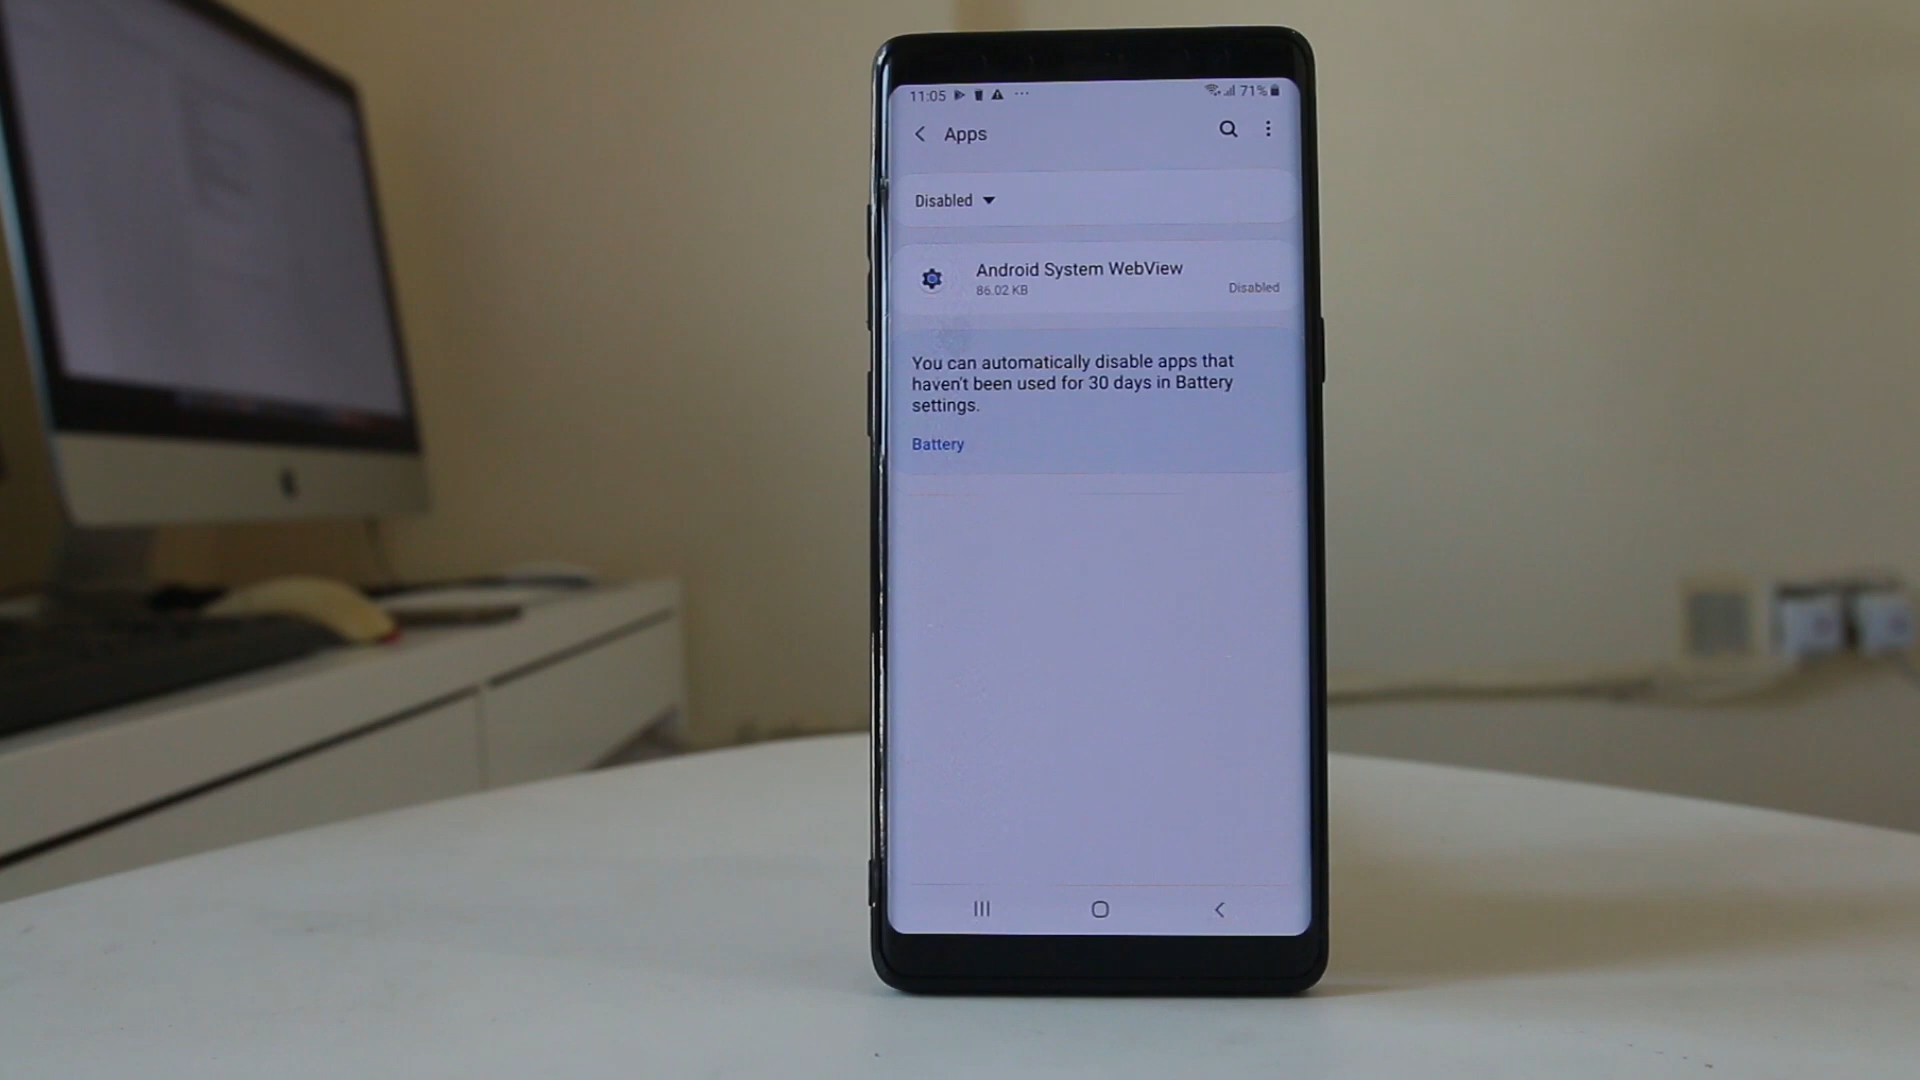 11:05 71%
Apps
Disabled
Android System WebView
86.02 KB
Disabled
You can automatically disable apps that
haven't been used for 30 days in Battery
settings.
Battery